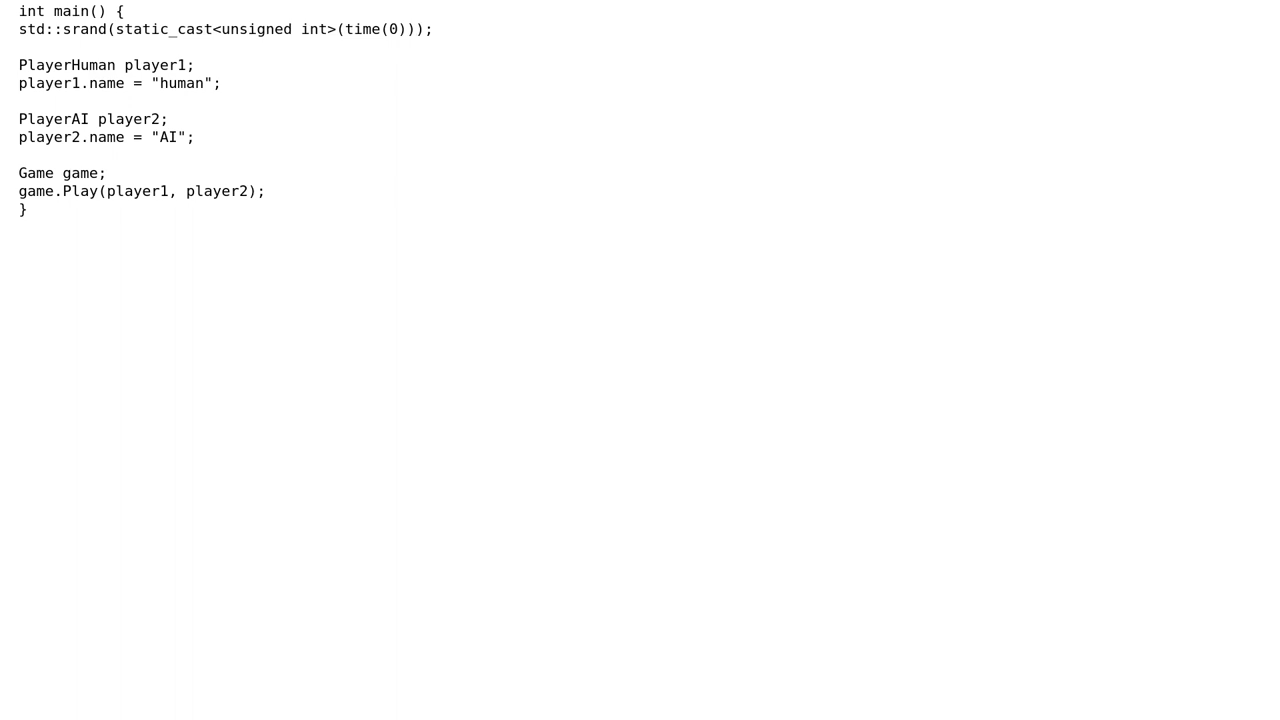 int main() {
std::srand(static_cast<unsigned int>(time(0)));

PlayerHuman player1;
player1.name = "human";

PlayerAI player2;
player2.name = "AI";

Game game;
game.Play(player1, player2);
}